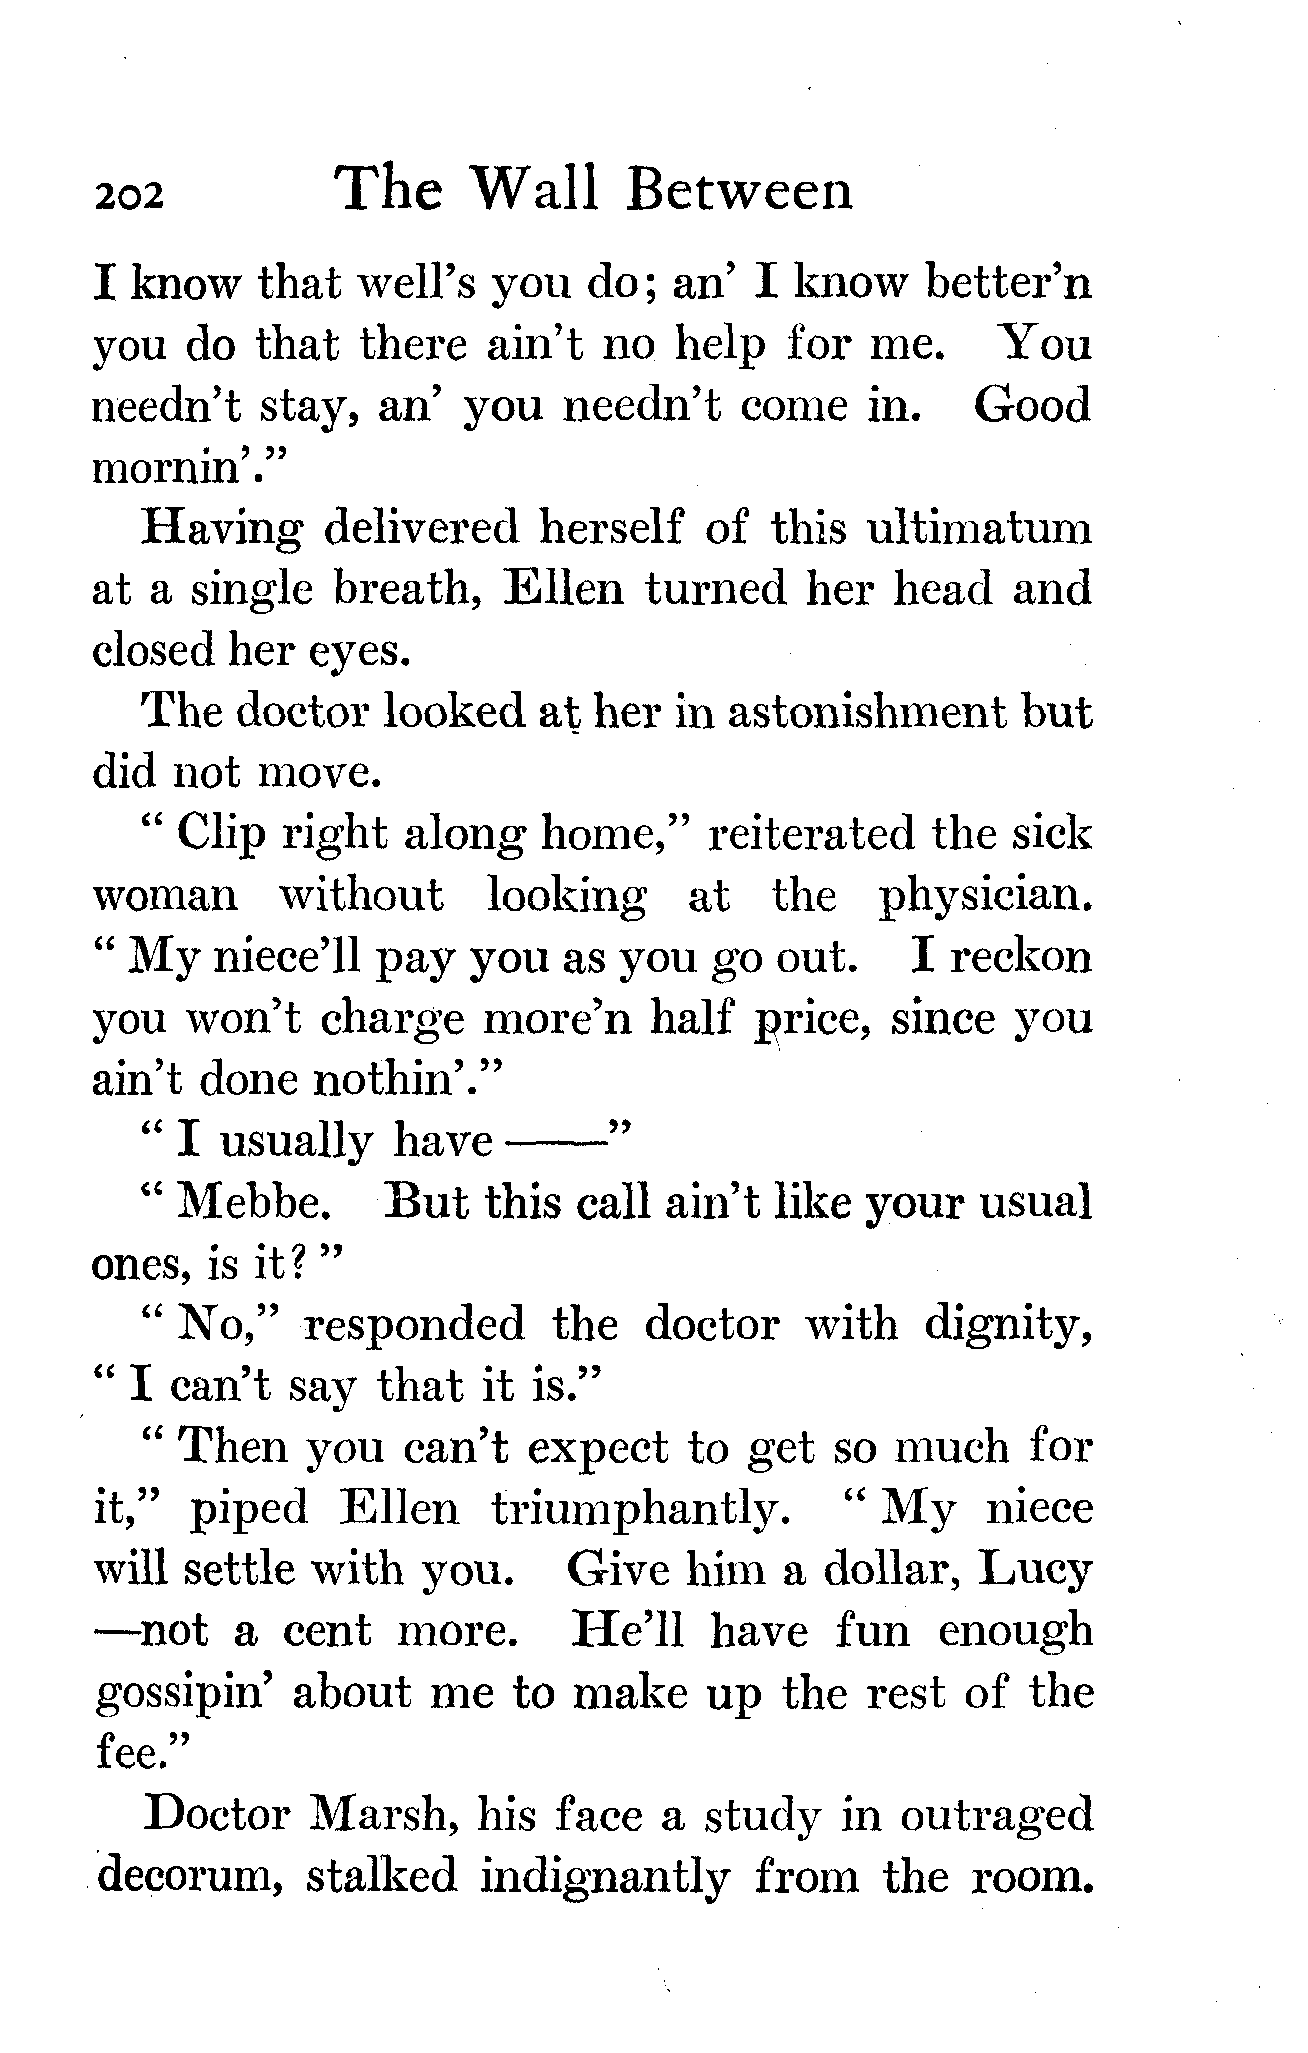 202 The Wall Between
I know that well's you do; an' I know better'n
you do that there ain't no help for me. You
needn't stay, an' you needn't come in. Good
mornin'."
Having delivered herself of this ultimatum
at a single breath, Ellen turned her head and
closed her eyes.
The doctor looked at her in astonishment but
did not move.
" Clip right along home," reiterated the sick
woman without looking at the physician.
" My niece'll pay you as you go out. I reckon
you won't charge more'n half price, since you
ain't done nothin'."
" I usually have ——"
" Mebbe. But this call ain't like your usual
ones, is it? "
" No," responded the doctor with dignity,
" I can't say that it is."
" Then you can't expect to get so much for
it," piped Ellen triumphantly. " My niece
will settle with you. Give him a dollar, Lucy
—not a cent more. He'll have fun enough
gossipin' about me to make up the rest of the
fee."
Doctor Marsh, his face a study in outraged
decorum, stalked indignantly from the room.